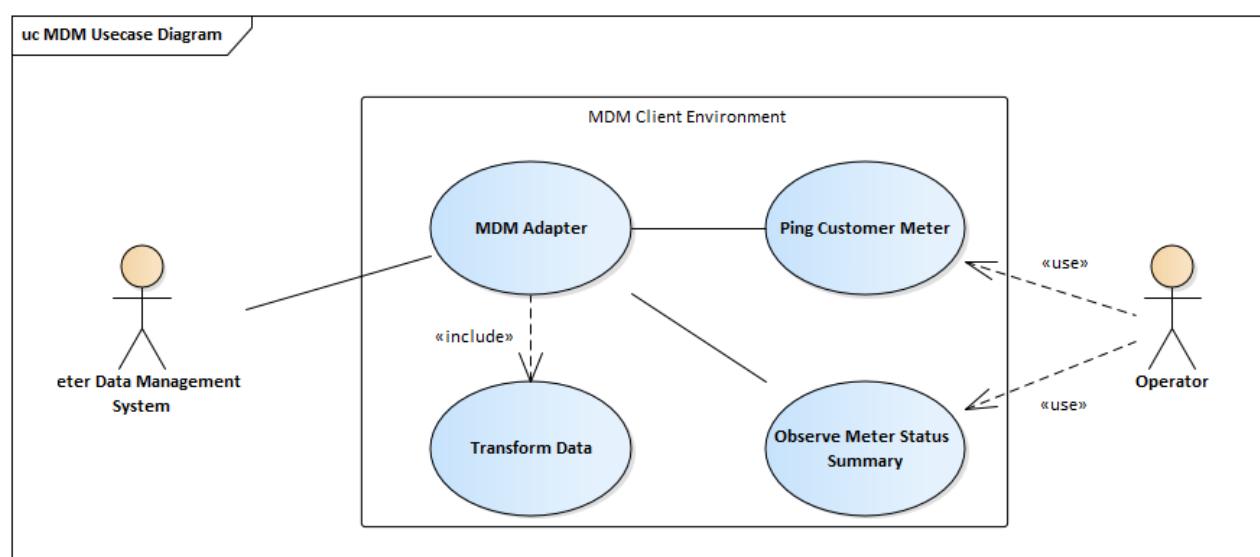 uc MDM Usecase Diagram
MDM Client Environment
MDM Adapter
Ping Customer Meter
«use»
«include»
eter Data Management
System
Operator
«use»
Transform Data
Observe Meter Status
Summary